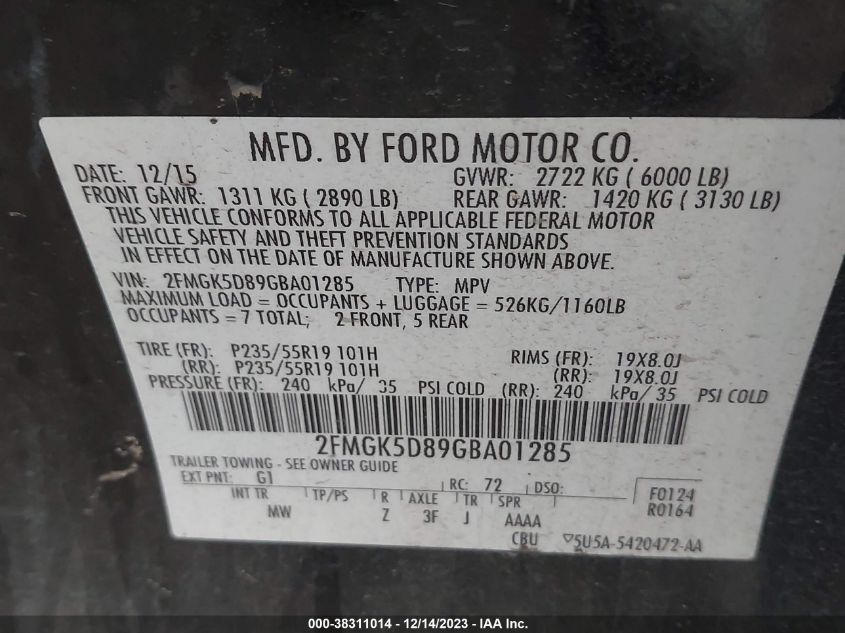 MFD. BY FORD MOTOR CO.
DATE: 12/15 GVWR: 2722 KG ( 6000 LB)
FRONT GAWR: 1311 KG ( 2890 LB) REAR GAWR: 1420 KG ( 3130 LB)
THIS VEHICLE CONFORMS TO ALL APPLICABLE FEDERAL MOTOR
VEHICLE SAFETY AND THEFT PREVENTION STANDARDS
IN EFFECT ON THE DATE OF MANUFACTURE SHOWN ABOVE.
VIN: 2FMGK5D89GBA01285 TYPE: MPV
MAXIMUM LOAD = OCCUPANTS + LUGGAGE = 526KG/1160LB
OCCUPANTS = 7 TOTAL; 2 FRONT, 5 REAR
TIRE (FR): P235/55R19 101H RIMS (FR): 19X8.0J
(RR): P235/55R19 101H (RR): 19X8.0J
PRESSURE (FR): 240 kPa/ 35 PSI COLD (RR): 240 kPa/ 35 PSI COLD
2FMGK5D89GBA01285
TRAILER TOWING - SEE OWNER GUIDE
EXT PNT: G1 RC: 72 DSO: F0124
INT TR TP/PS R AXLE TR SPR R0164
MW Z 3F J AAAA
CBU ▽5U5A-5420472-AA
000-38311014 - 12/14/2023 - IAA Inc.